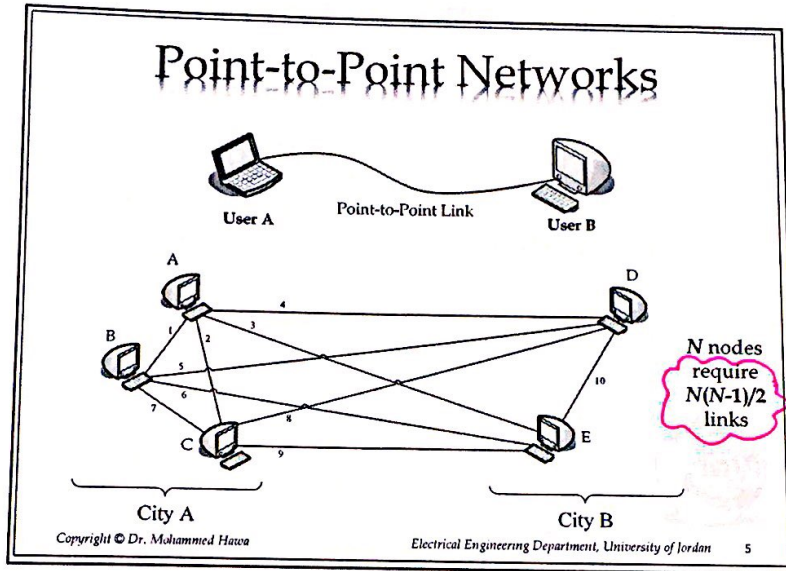 Point-to-Point Networks
User A
Point-to-Point Link
User B
A
D
4
1
2
3
B
5
6
7
10
N nodes
require
N(N-1)/2
links
C
8
9
E
City A
City B
Copyright © Dr. Mohammed Hawa
Electrical Engineering Department, University of Jordan
5